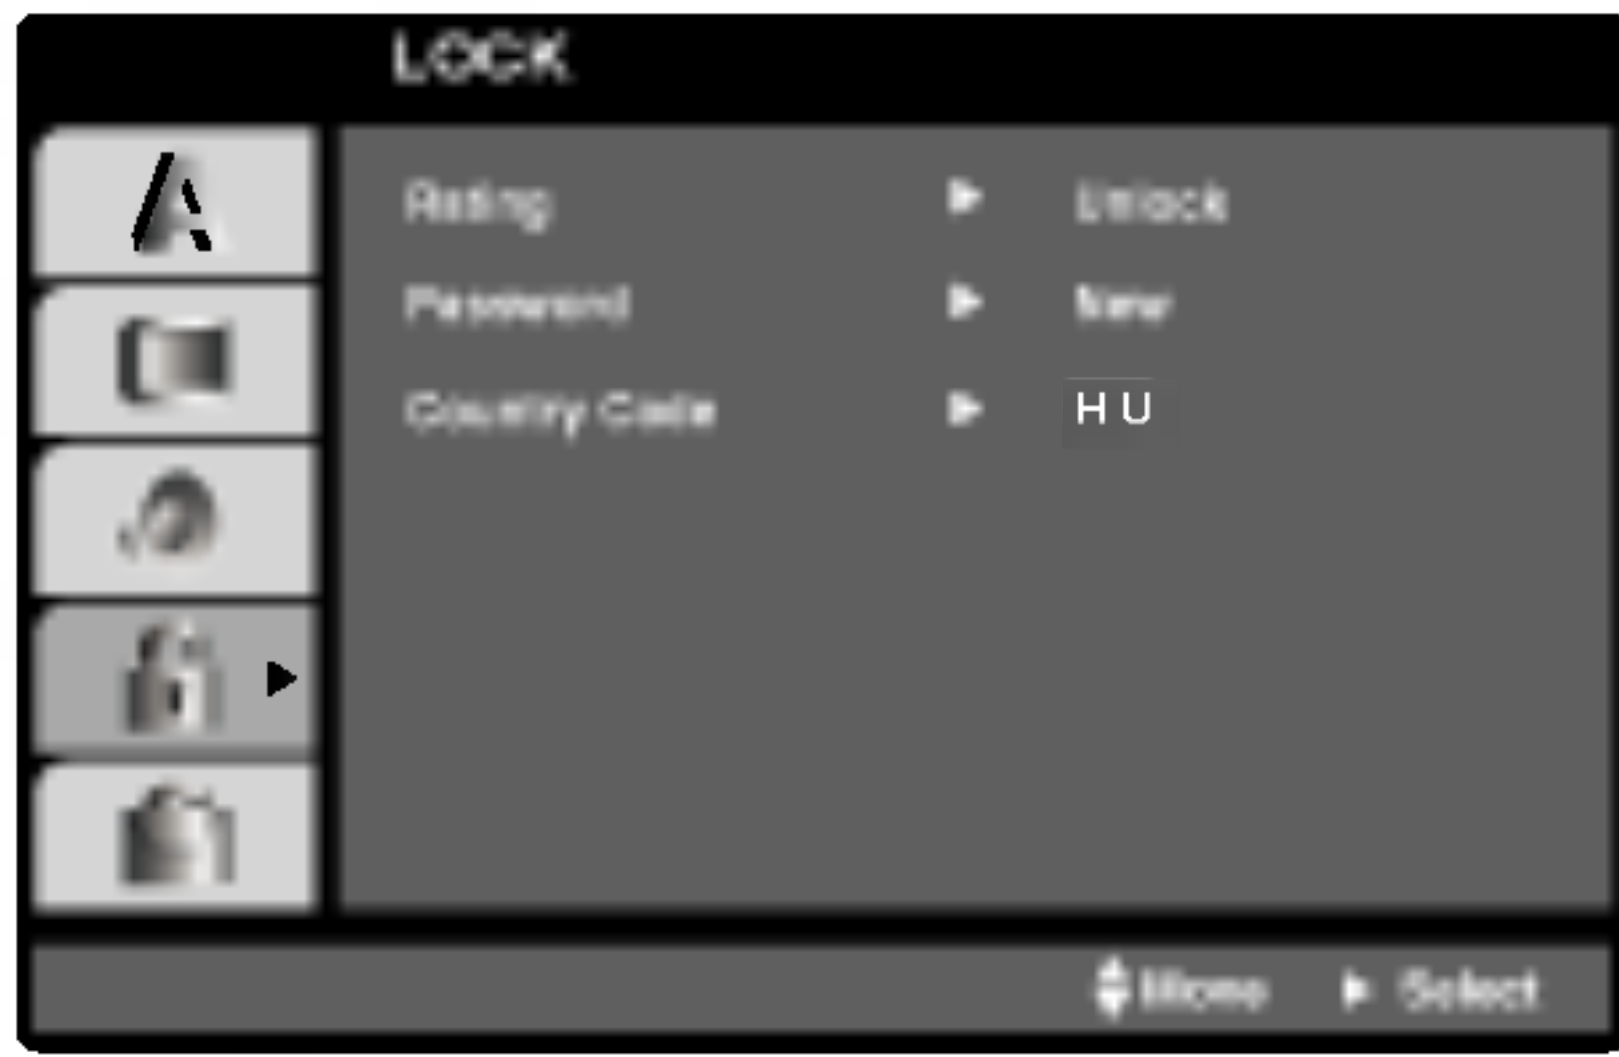 LOCK
Rating ► Unlock
Password ► New
Country Code ► H U
Move ► Select